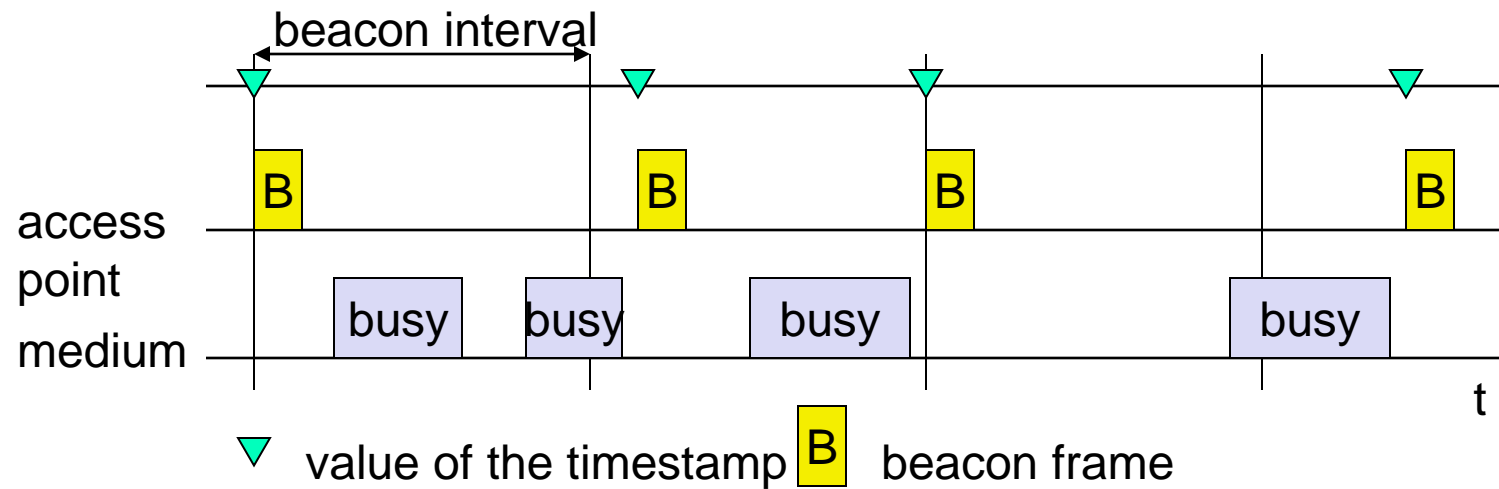 beacon interval
B B B B
access
point
busy busy busy busy
medium
t
value of the timestamp B beacon frame